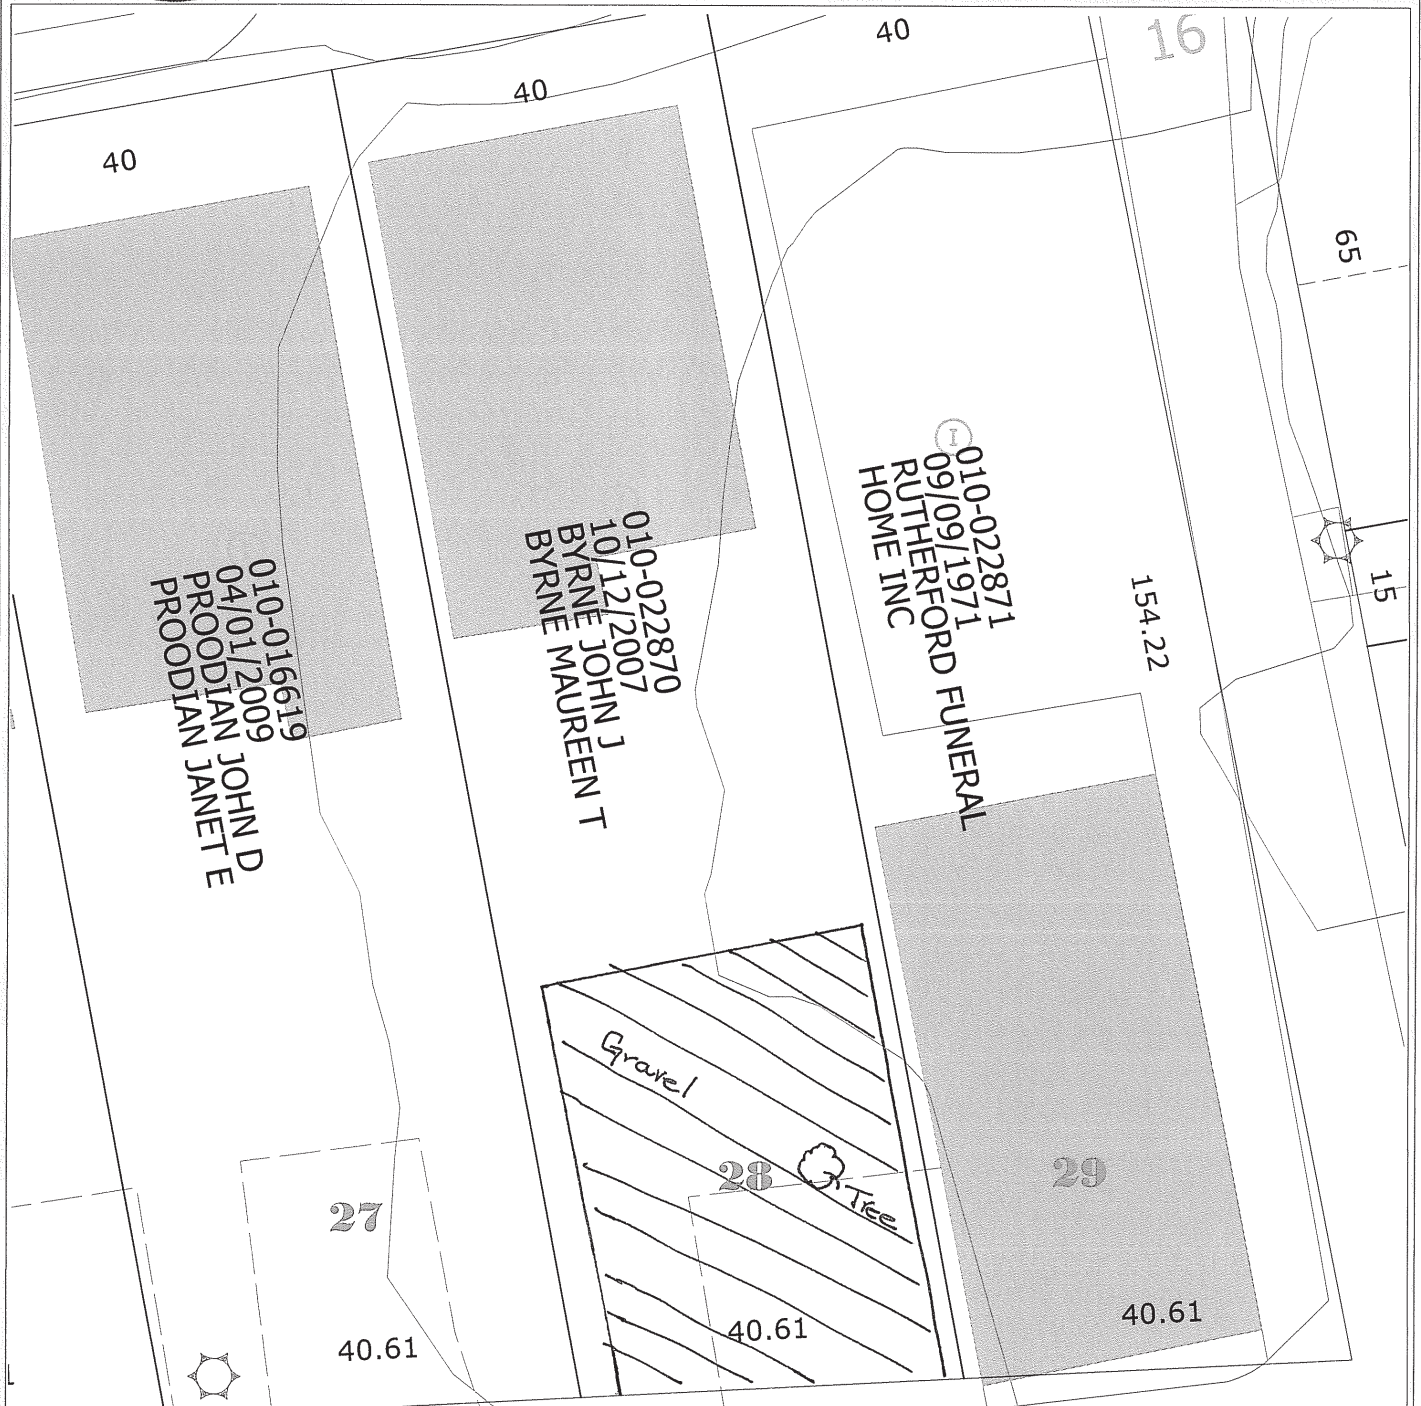 40
16
40
40
65
I
010-022871
09/09/1971
RUTHERFORD FUNERAL
HOME INC
154.22
15
010-022870
10/12/2007
BYRNE JOHN J
BYRNE MAUREEN T
010-016619
04/01/2009
PROODIAN JOHN D
PROODIAN JANET E
Gravel
28
Tree
29
27
40.61
40.61
40.61